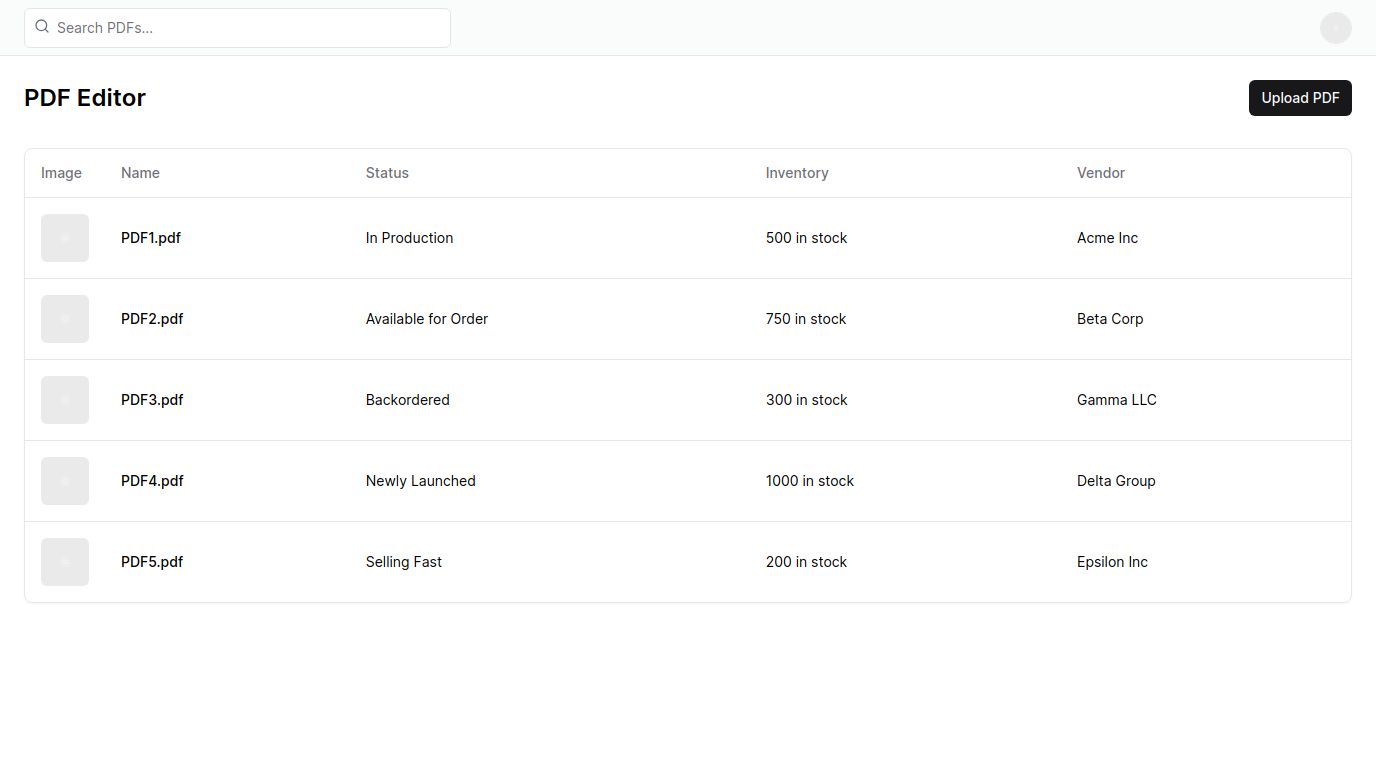 Search PDFs...
PDF Editor
Upload PDF
Image Name Status Inventory Vendor
PDF1.pdf In Production 500 in stock Acme Inc
PDF2.pdf Available for Order 750 in stock Beta Corp
PDF3.pdf Backordered 300 in stock Gamma LLC
PDF4.pdf Newly Launched 1000 in stock Delta Group
PDF5.pdf Selling Fast 200 in stock Epsilon Inc